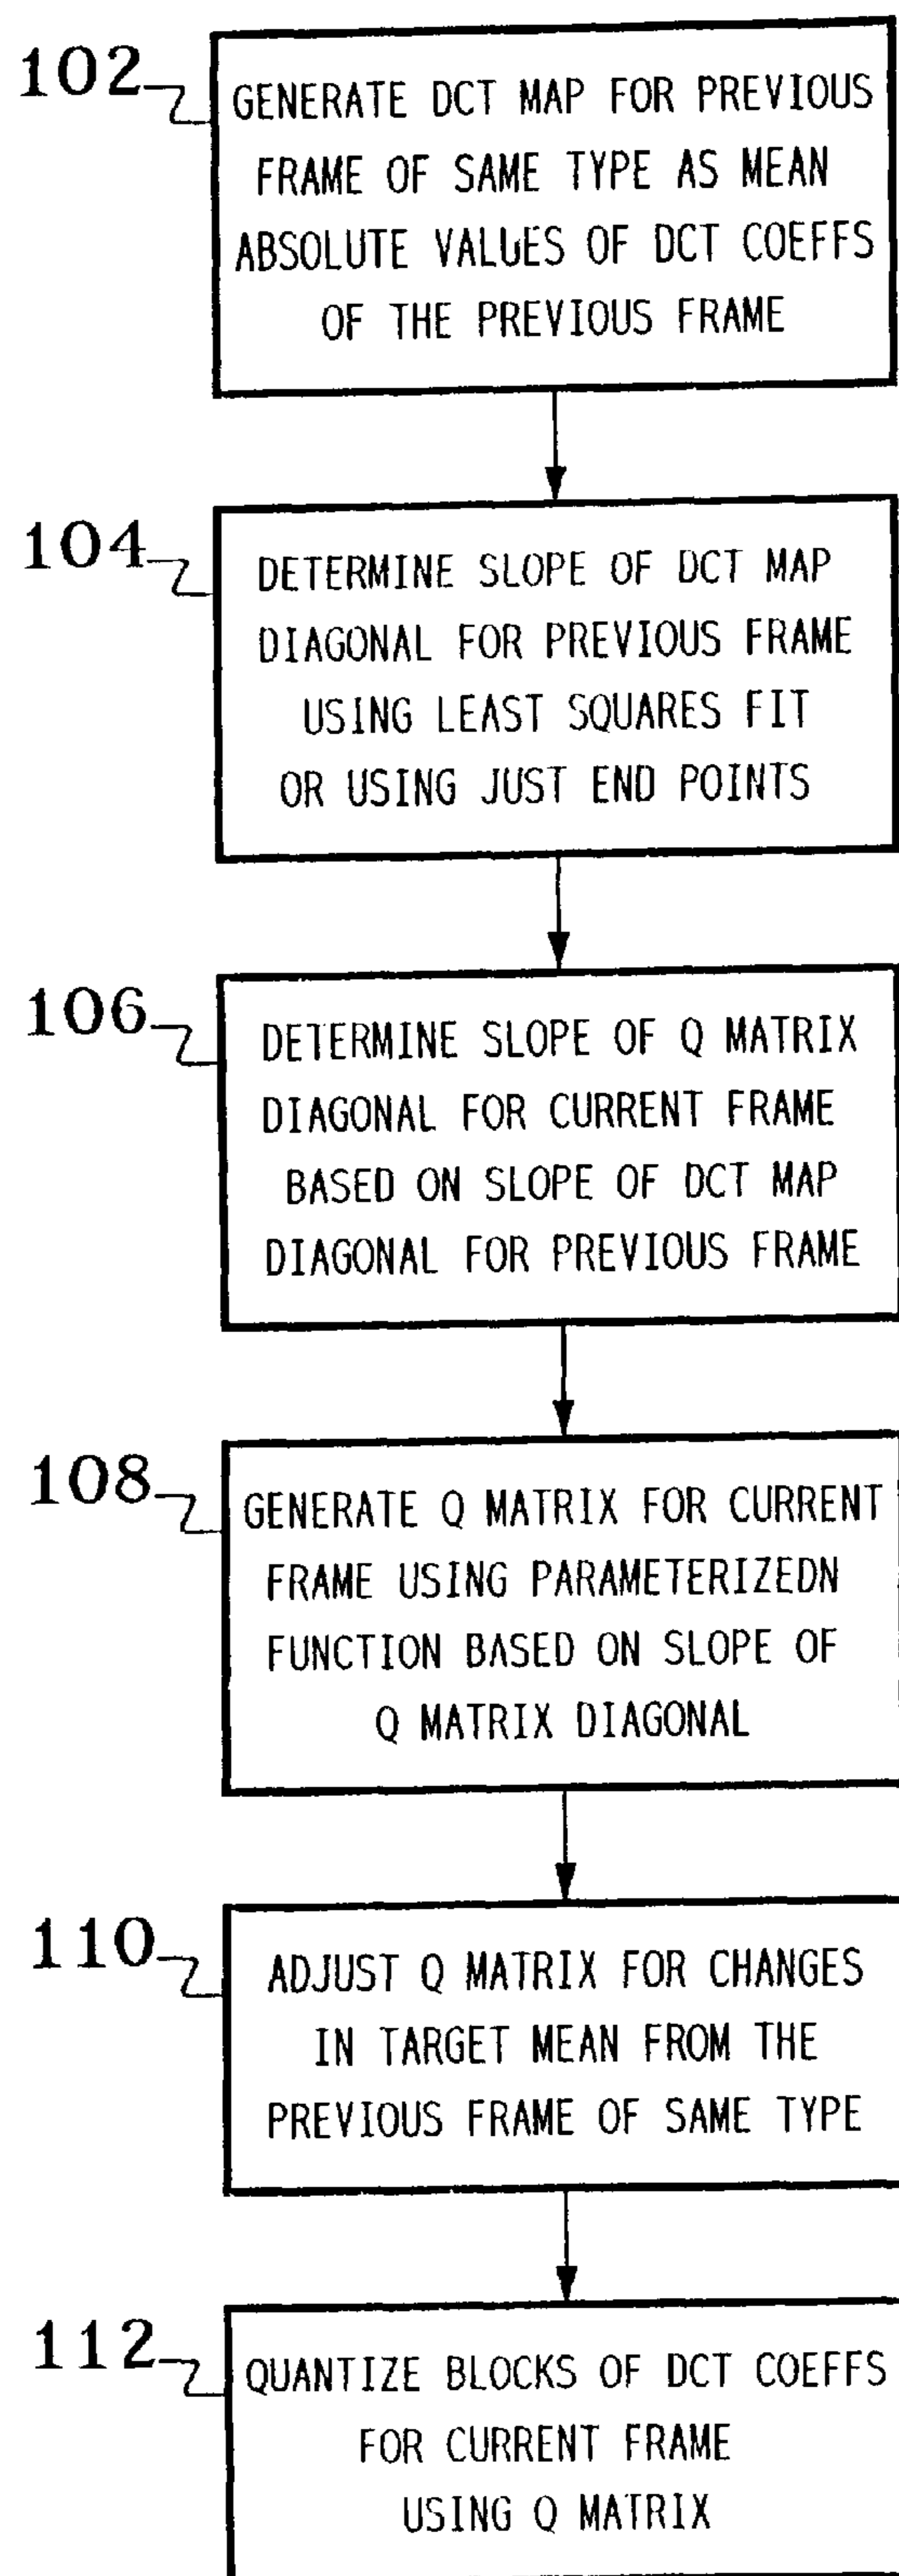 102
GENERATE DCT MAP FOR PREVIOUS
FRAME OF SAME TYPE AS MEAN
ABSOLUTE VALUES OF DCT COEFFS
OF THE PREVIOUS FRAME
104
DETERMINE SLOPE OF DCT MAP
DIAGONAL FOR PREVIOUS FRAME
USING LEAST SQUARES FIT
OR USING JUST END POINTS
106
DETERMINE SLOPE OF Q MATRIX
DIAGONAL FOR CURRENT FRAME
BASED ON SLOPE OF DCT MAP
DIAGONAL FOR PREVIOUS FRAME
108
GENERATE Q MATRIX FOR CURRENT
FRAME USING PARAMETERIZEDN
FUNCTION BASED ON SLOPE OF
Q MATRIX DIAGONAL
110
ADJUST Q MATRIX FOR CHANGES
IN TARGET MEAN FROM THE
PREVIOUS FRAME OF SAME TYPE
112
QUANTIZE BLOCKS OF DCT COEFFS
FOR CURRENT FRAME
USING Q MATRIX